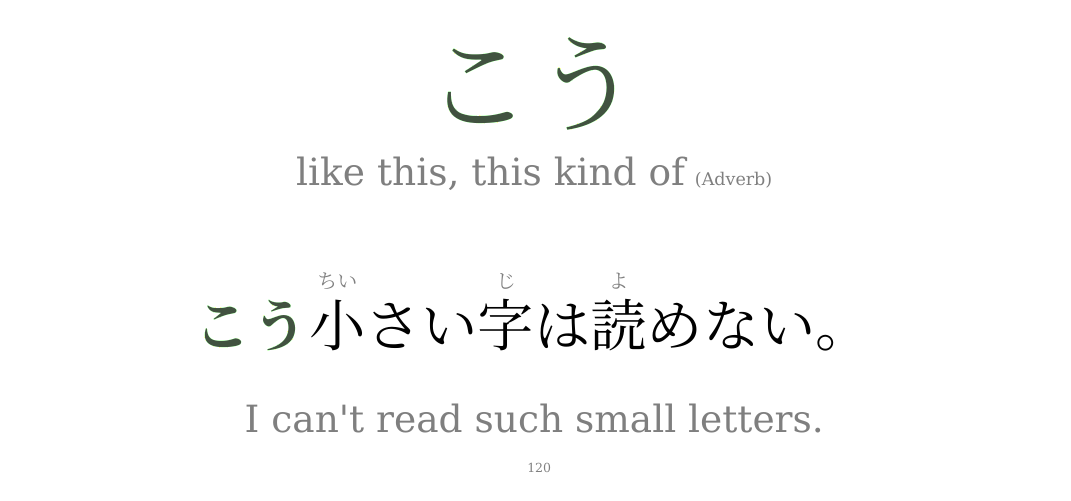 こう
like this, this kind of (Adverb)
ちい じ よ
こう小さい字は読めない。
I can't read such small letters.
120